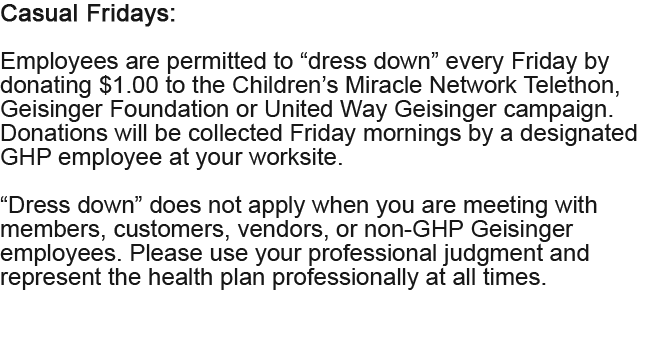 Casual Fridays:
Employees are permitted to “dress down” every Friday by
donating $1.00 to the Children’s Miracle Network Telethon,
Geisinger Foundation or United Way Geisinger campaign.
Donations will be collected Friday mornings by a designated
GHP employee at your worksite.
“Dress down” does not apply when you are meeting with
members, customers, vendors, or non-GHP Geisinger
employees. Please use your professional judgment and
represent the health plan professionally at all times.